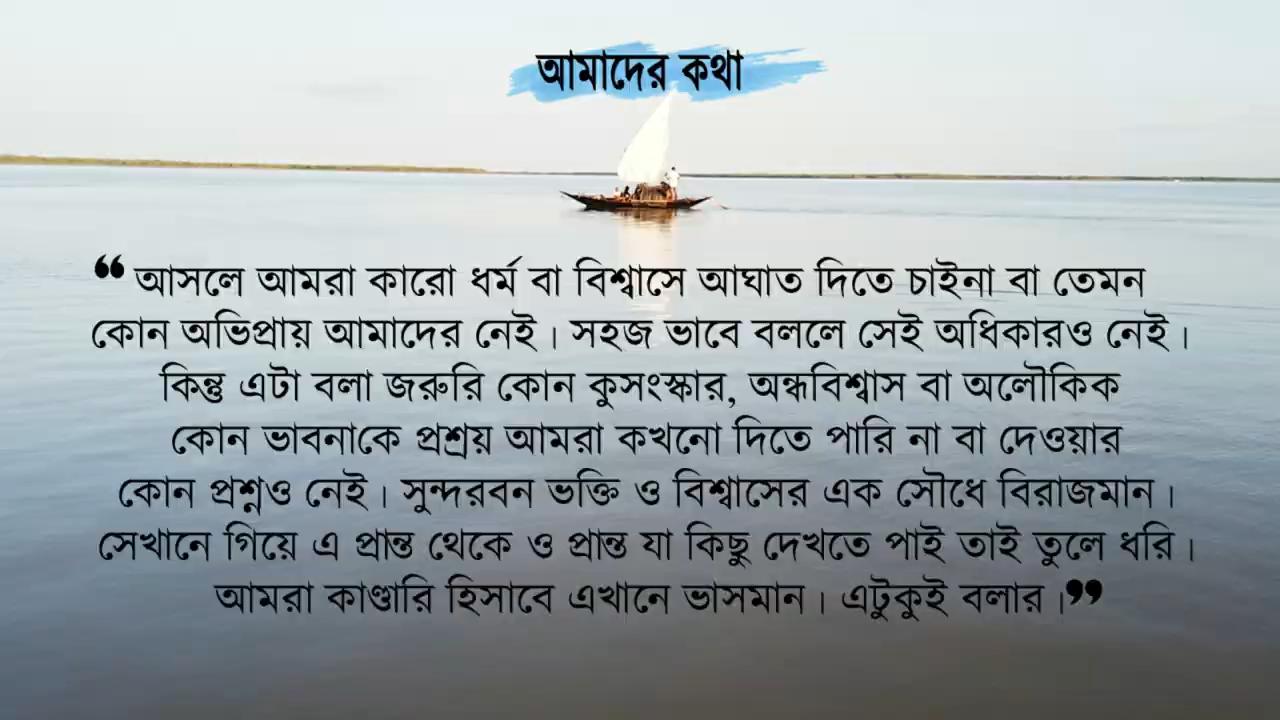 আমাদের কথা
❝ আসলে আমরা কারো ধর্ম বা বিশ্বাসে আঘাত দিতে চাইনা বা তেমন
কোন অভিপ্রায় আমাদের নেই। সহজ ভাবে বললে সেই অধিকারও নেই।
কিন্তু এটা বলা জরুরি কোন কুসংস্কার, অন্ধবিশ্বাস বা অলৌকিক
কোন ভাবনাকে প্রশ্রয় আমরা কখনো দিতে পারি না বা দেওয়ার
কোন প্রশ্নও নেই। সুন্দরবন ভক্তি ও বিশ্বাসের এক সৌধে বিরাজমান।
সেখানে গিয়ে এ প্রান্ত থেকে ও প্রান্ত যা কিছু দেখতে পাই তাই তুলে ধরি।
আমরা কাণ্ডারি হিসাবে এখানে ভাসমান। এটুকুই বলার।❞